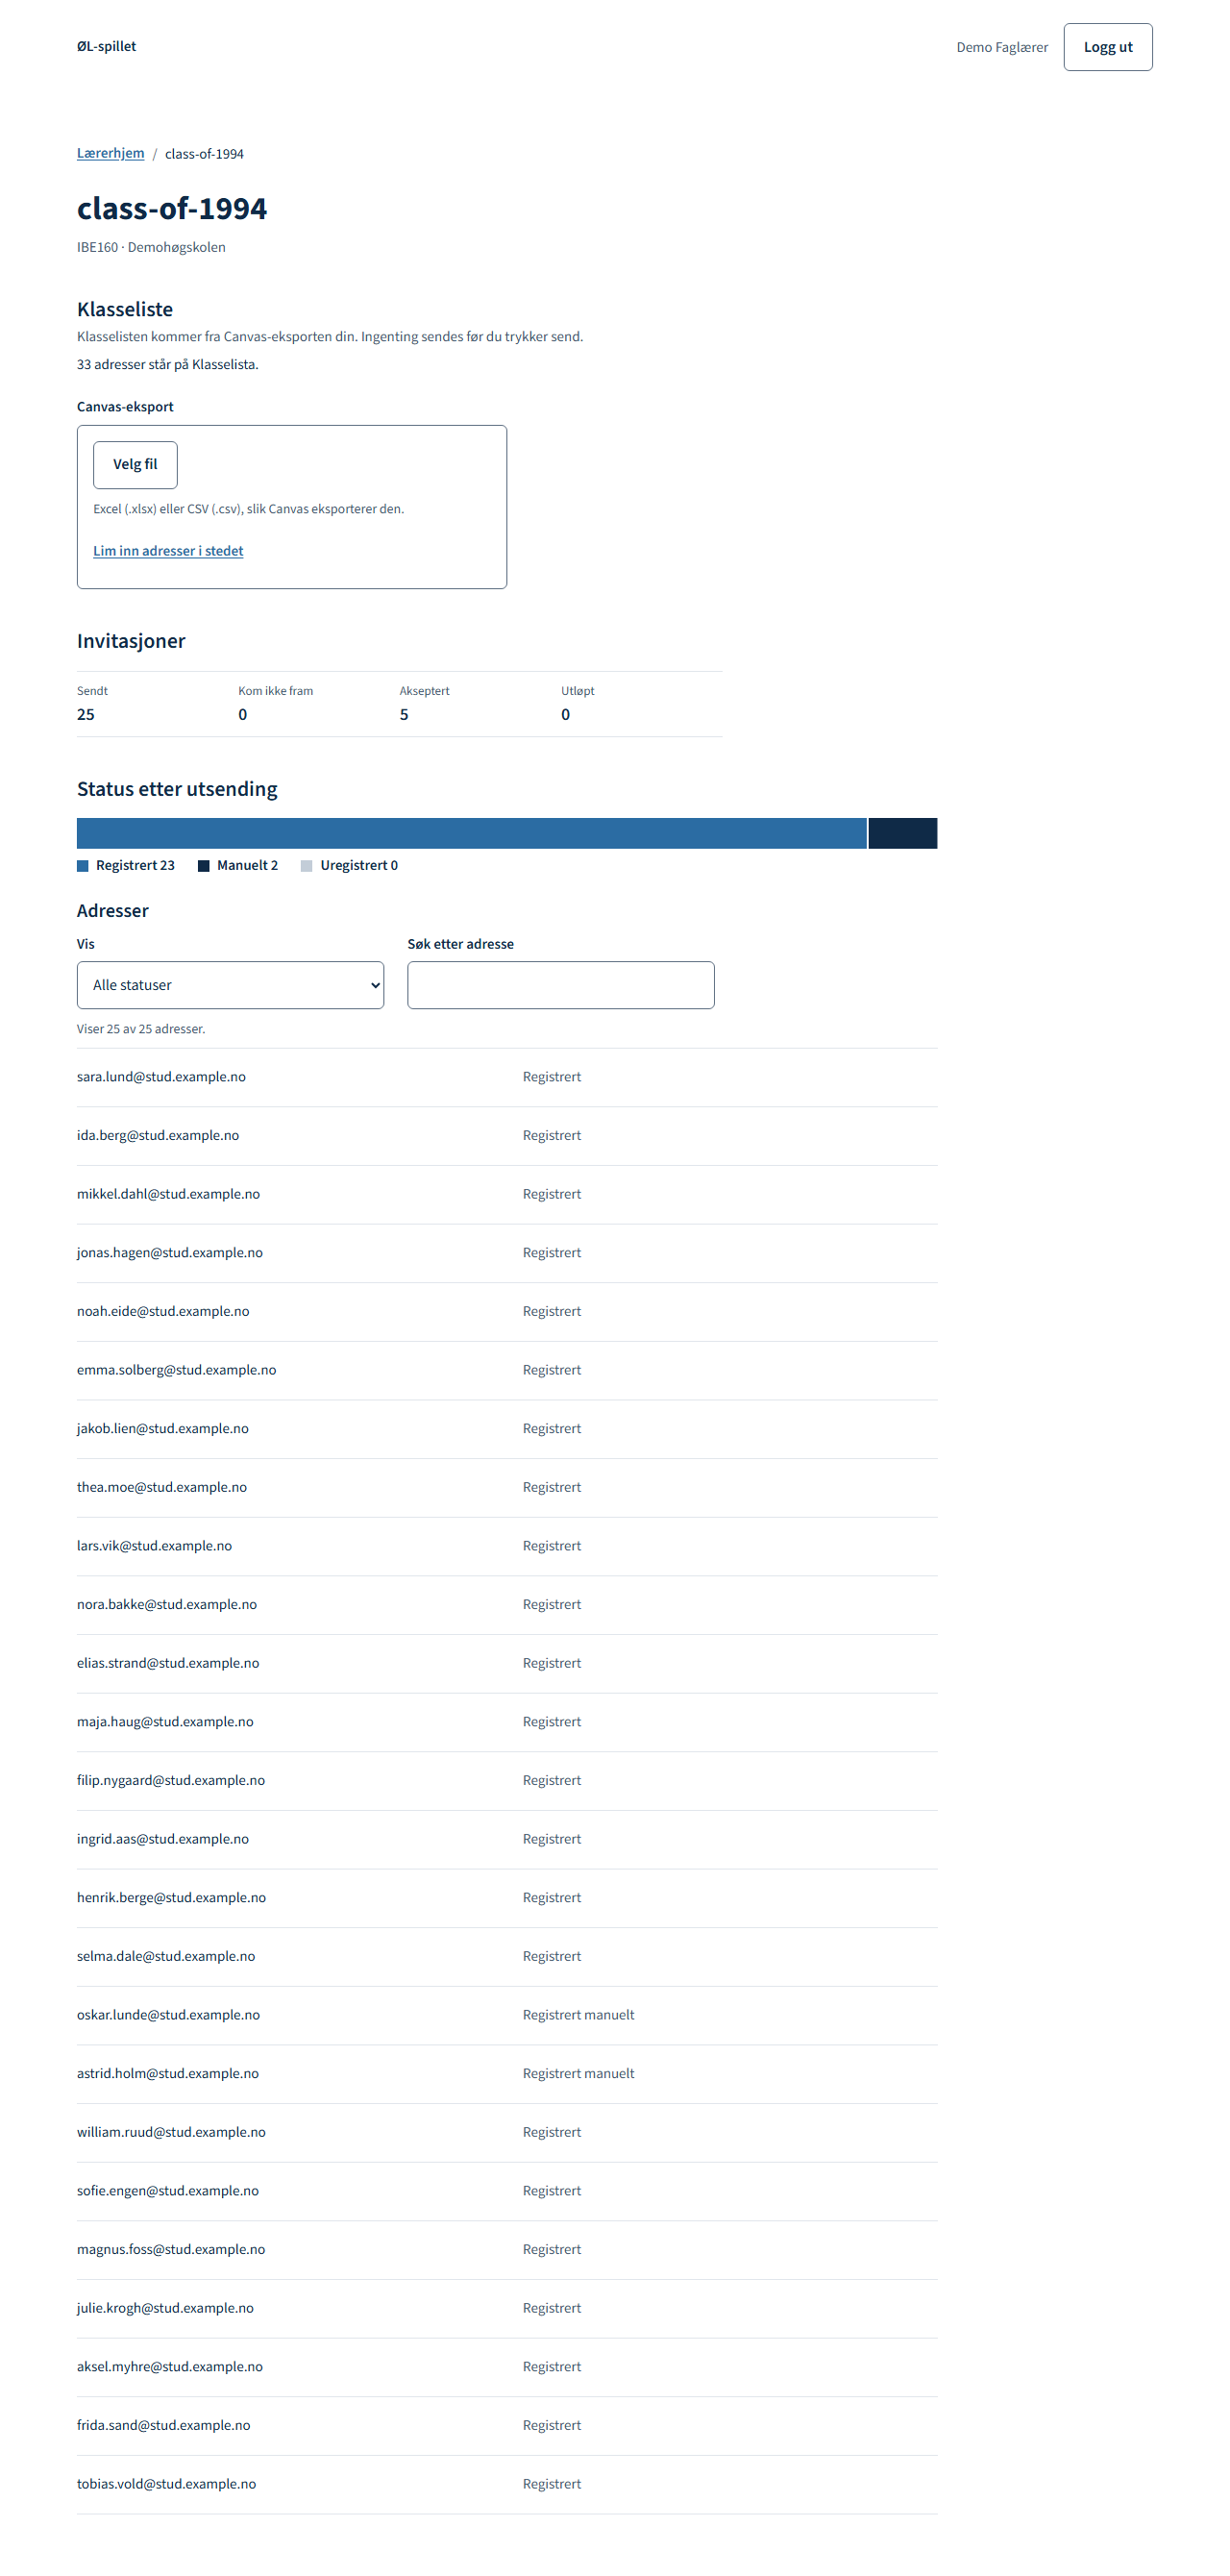 ØL-spillet
Demo Faglærer
Logg ut
Lærerhjem / class-of-1994
class-of-1994
IBE160 · Demohøgskolen
Klasseliste
Klasselisten kommer fra Canvas-eksporten din. Ingenting sendes før du trykker send.
33 adresser står på Klasselista.
Canvas-eksport
Velg fil
Excel (.xlsx) eller CSV (.csv), slik Canvas eksporterer den.
Lim inn adresser i stedet
Invitasjoner
Sendt Kom ikke fram Akseptert Utløpt
25 0 5 0
Status etter utsending
Registrert 23 Manuelt 2 Uregistrert 0
Adresser
Vis Søk etter adresse
Alle statuser
Viser 25 av 25 adresser.
sara.lund@stud.example.no Registrert
ida.berg@stud.example.no Registrert
mikkel.dahl@stud.example.no Registrert
jonas.hagen@stud.example.no Registrert
noah.eide@stud.example.no Registrert
emma.solberg@stud.example.no Registrert
jakob.lien@stud.example.no Registrert
thea.moe@stud.example.no Registrert
lars.vik@stud.example.no Registrert
nora.bakke@stud.example.no Registrert
elias.strand@stud.example.no Registrert
maja.haug@stud.example.no Registrert
filip.nygaard@stud.example.no Registrert
ingrid.aas@stud.example.no Registrert
henrik.berge@stud.example.no Registrert
selma.dale@stud.example.no Registrert
oskar.lunde@stud.example.no Registrert manuelt
astrid.holm@stud.example.no Registrert manuelt
william.ruud@stud.example.no Registrert
sofie.engen@stud.example.no Registrert
magnus.foss@stud.example.no Registrert
julie.krogh@stud.example.no Registrert
aksel.myhre@stud.example.no Registrert
frida.sand@stud.example.no Registrert
tobias.vold@stud.example.no Registrert